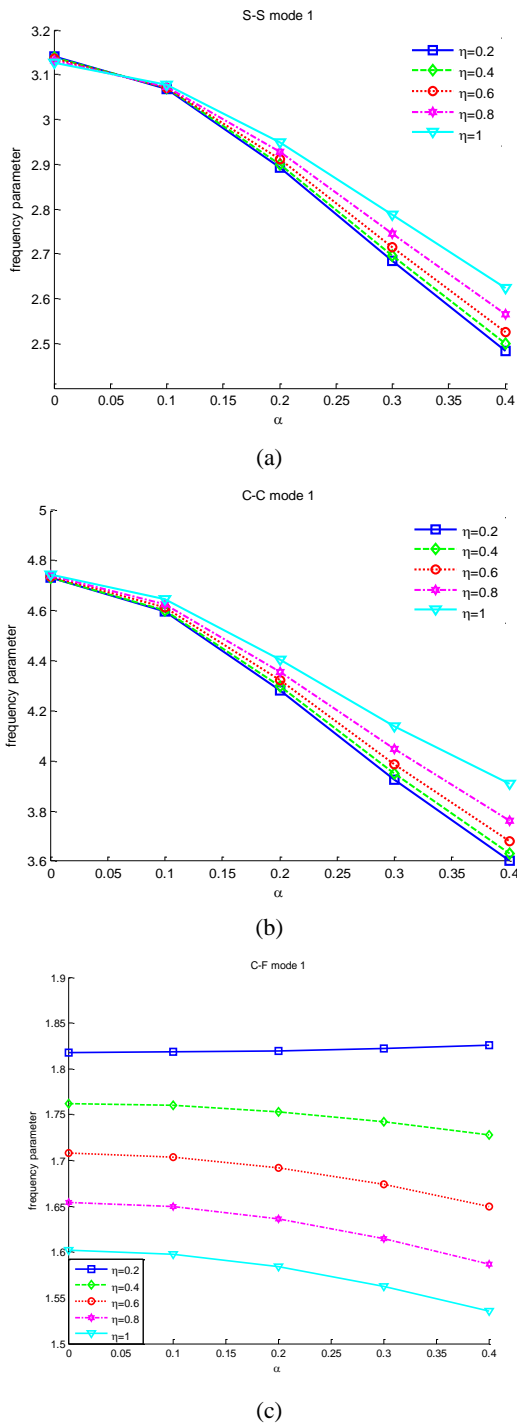 S-S mode 1
3.2
3.1
3
2.9
2.8
2.7
2.6
2.5
frequency parameter
η=0.2
η=0.4
η=0.6
η=0.8
η=1
0 0.05 0.1 0.15 0.2 0.25 0.3 0.35 0.4
α
(a)
C-C mode 1
5
4.8
4.6
4.4
4.2
4
3.8
3.6
frequency parameter
η=0.2
η=0.4
η=0.6
η=0.8
η=1
0 0.05 0.1 0.15 0.2 0.25 0.3 0.35 0.4
α
(b)
C-F mode 1
1.9
1.85
1.8
1.75
1.7
1.65
1.6
1.55
1.5
frequency parameter
η=0.2
η=0.4
η=0.6
η=0.8
η=1
0 0.05 0.1 0.15 0.2 0.25 0.3 0.35 0.4
α
(c)